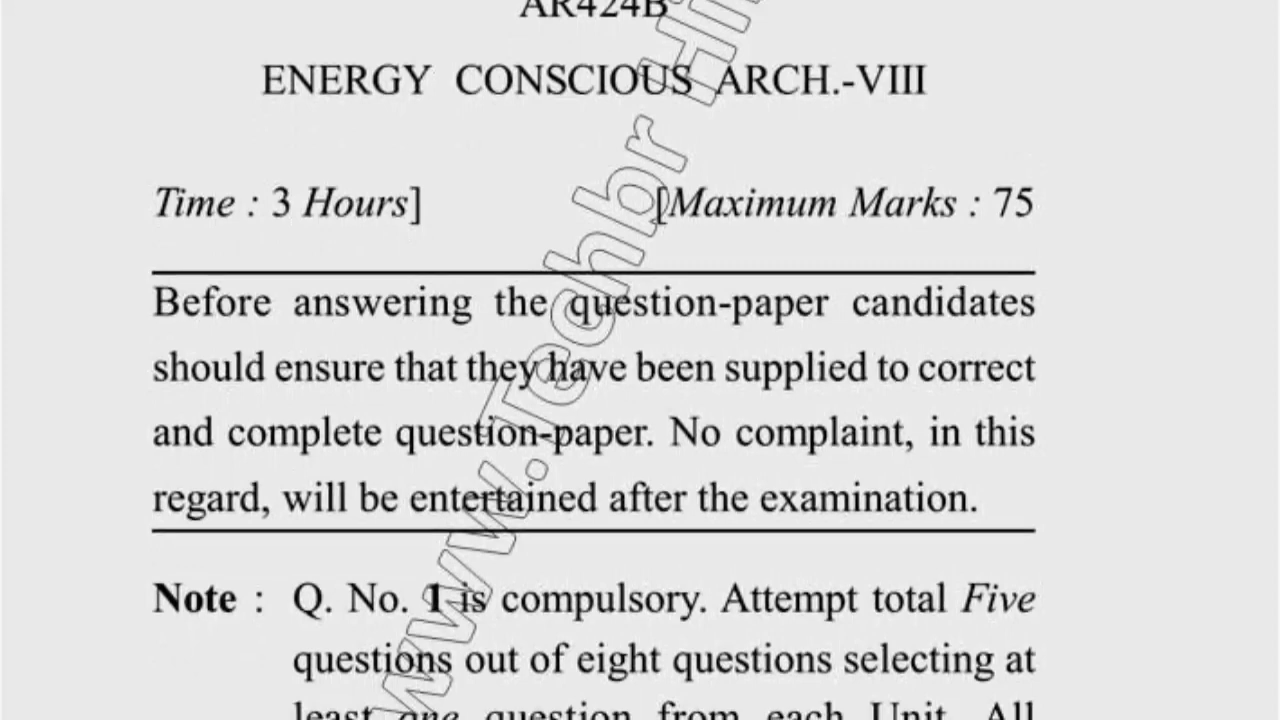 AR424B
ENERGY CONSCIOUS ARCH.-VIII
Time : 3 Hours] [Maximum Marks : 75
Before answering the question-paper candidates
should ensure that they have been supplied to correct
and complete question-paper. No complaint, in this
regard, will be entertained after the examination.
Note : Q. No. 1 is compulsory. Attempt total Five
questions out of eight questions selecting at
least one question from each Unit. All
www.Techbr